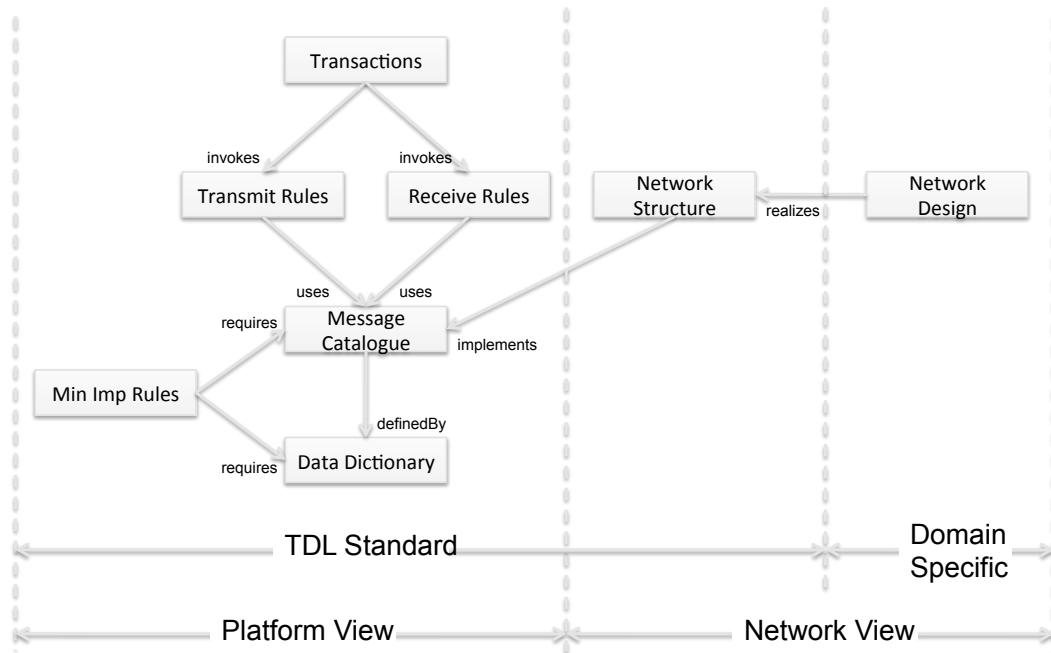 Transactions
invokes
invokes
Transmit Rules
Receive Rules
Network
Structure
realizes
Network
Design
uses
uses
requires
Message
Catalogue
implements
Min Imp Rules
definedBy
requires
Data Dictionary
TDL Standard
Domain
Specific
Platform View
Network View